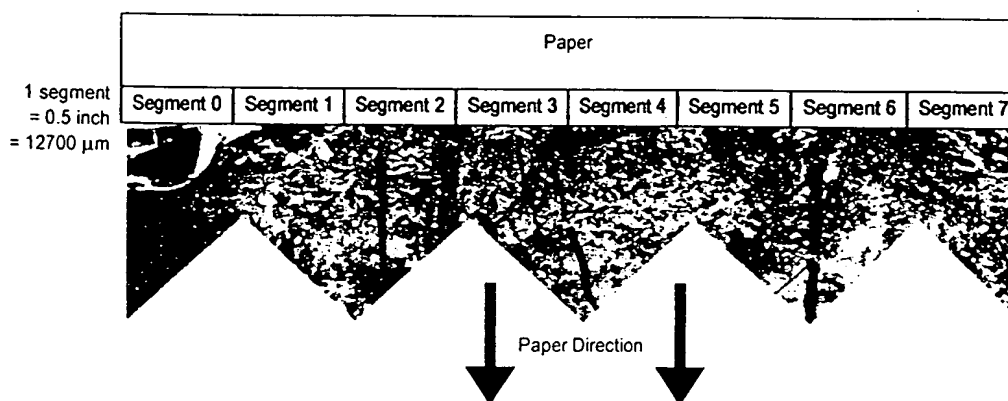 Paper
1 segment
= 0.5 inch
= 12700 μm
Segment 0 Segment 1 Segment 2 Segment 3 Segment 4 Segment 5 Segment 6 Segment 7
Paper Direction